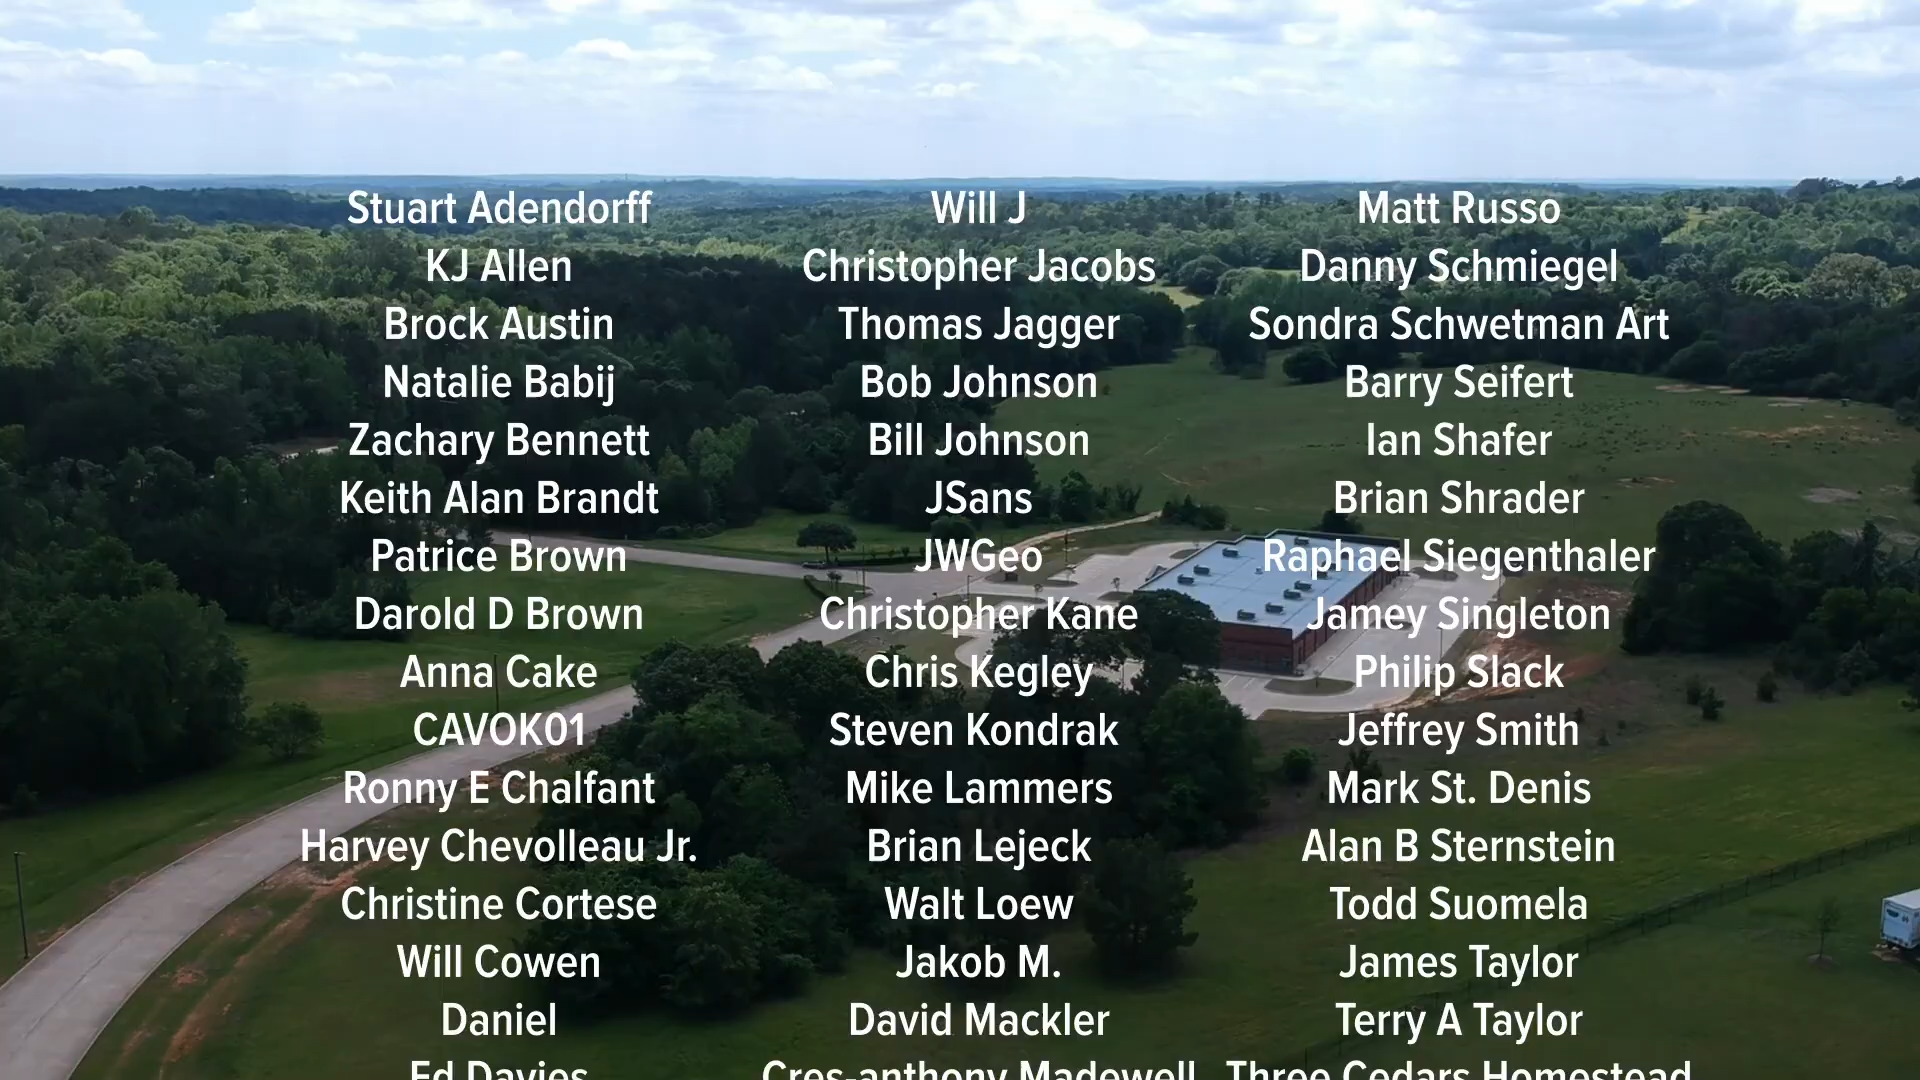 Stuart Adendorff
KJ Allen
Brock Austin
Natalie Babij
Zachary Bennett
Keith Alan Brandt
Patrice Brown
Darold D Brown
Anna Cake
CAVOK01
Ronny E Chalfant
Harvey Chevolleau Jr.
Christine Cortese
Will Cowen
Daniel
Ed Davies
Will J
Christopher Jacobs
Thomas Jagger
Bob Johnson
Bill Johnson
JSans
JWGeo
Christopher Kane
Chris Kegley
Steven Kondrak
Mike Lammers
Brian Lejeck
Walt Loew
Jakob M.
David Mackler
Cres-anthony Madewell
Matt Russo
Danny Schmiegel
Sondra Schwetman Art
Barry Seifert
Ian Shafer
Brian Shrader
Raphael Siegenthaler
Jamey Singleton
Philip Slack
Jeffrey Smith
Mark St. Denis
Alan B Sternstein
Todd Suomela
James Taylor
Terry A Taylor
Three Cedars Homestead